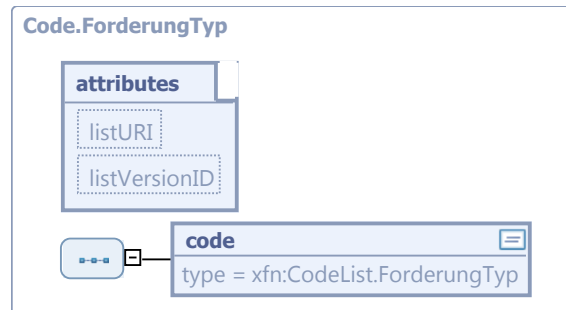 Code.ForderungTyp
attributes
listURI
listVersionID
code
type = xfn:CodeList.ForderungTyp